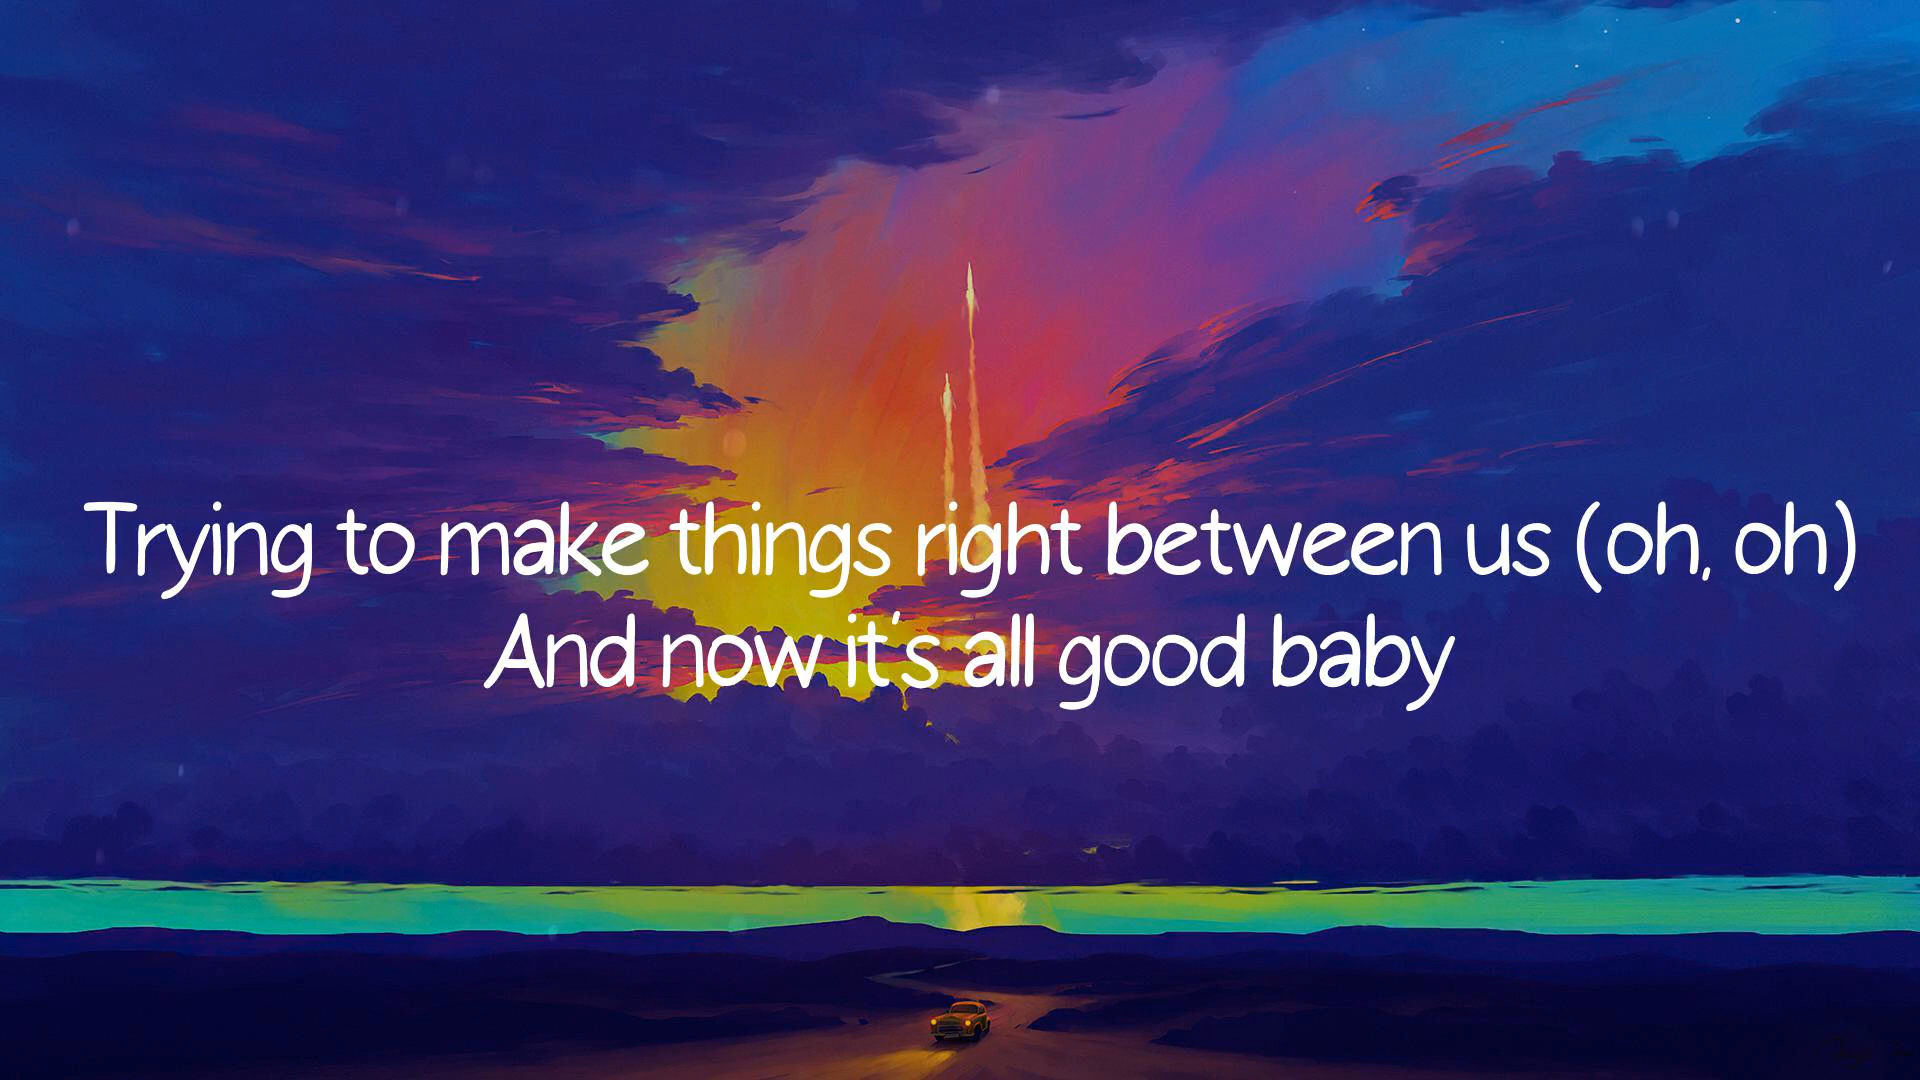 Trying to make things right between us (oh, oh)
And now it's all good baby